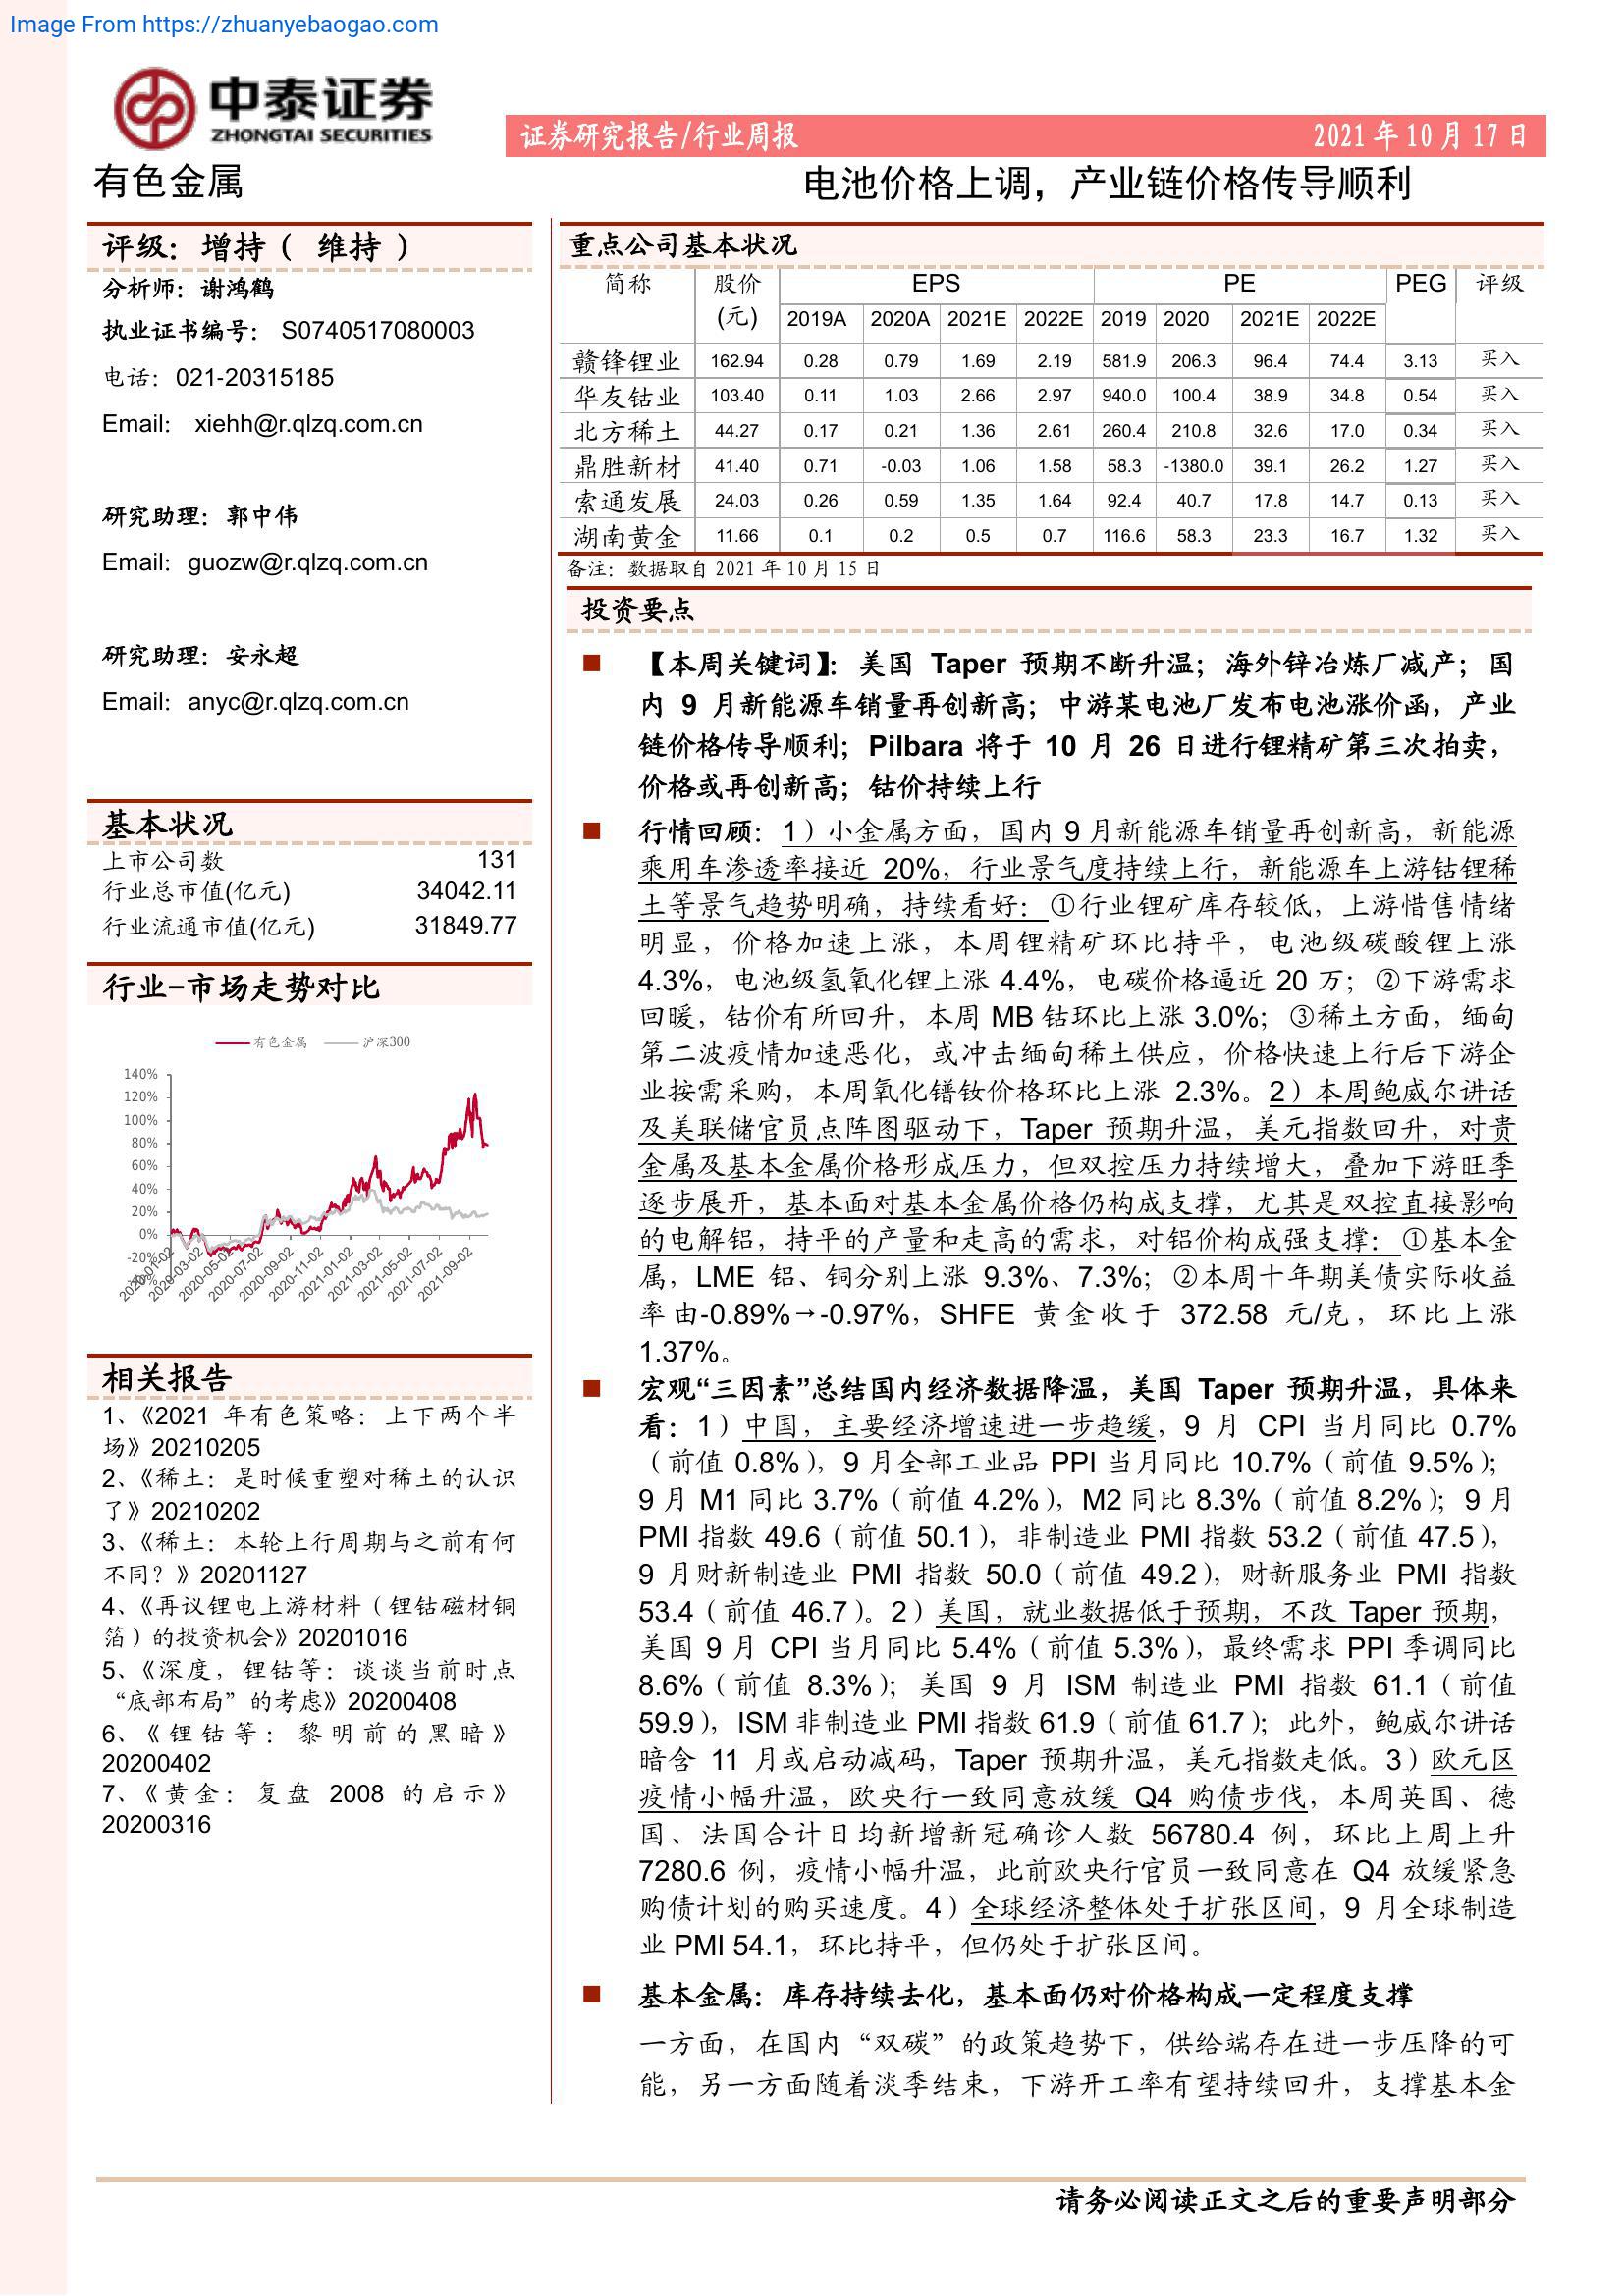 Image From https://zhuanyebaogao.com
中泰证券
ZHONGTAI SECURITIES
证券研究报告/行业周报 2021年10月17日
有色金属
电池价格上调，产业链价格传导顺利
评级：增持（ 维持 ）
分析师：谢鸿鹤
执业证书编号： S0740517080003
电话：021-20315185
Email： xiehh@r.qlzq.com.cn
研究助理：郭中伟
Email：guozw@r.qlzq.com.cn
研究助理：安永超
Email：anyc@r.qlzq.com.cn
基本状况
上市公司数 131
行业总市值(亿元) 34042.11
行业流通市值(亿元) 31849.77
行业-市场走势对比
有色金属 沪深300
140%
120%
100%
80%
60%
40%
20%
0%
-20%
-40%
2020-01-02 2020-03-02 2020-05-02 2020-07-02 2020-09-02 2020-11-02 2021-01-02 2021-03-02 2021-05-02 2021-07-02 2021-09-02
相关报告
1、《2021 年有色策略：上下两个半
场》20210205
2、《稀土：是时候重塑对稀土的认识
了》20210202
3、《稀土：本轮上行周期与之前有何
不同？》20201127
4、《再议锂电上游材料（锂钴磁材铜
箔）的投资机会》20201016
5、《深度，锂钴等：谈谈当前时点
“底部布局”的考虑》20200408
6、《锂钴等：黎明前的黑暗》
20200402
7、《黄金：复盘 2008 的启示》
20200316
重点公司基本状况
简称 股价 EPS PE PEG 评级
(元) 2019A 2020A 2021E 2022E 2019 2020 2021E 2022E
赣锋锂业 162.94 0.28 0.79 1.69 2.19 581.9 206.3 96.4 74.4 3.13 买入
华友钴业 103.40 0.11 1.03 2.66 2.97 940.0 100.4 38.9 34.8 0.54 买入
北方稀土 44.27 0.17 0.21 1.36 2.61 260.4 210.8 32.6 17.0 0.34 买入
鼎胜新材 41.40 0.71 -0.03 1.06 1.58 58.3 -1380.0 39.1 26.2 1.27 买入
索通发展 24.03 0.26 0.59 1.35 1.64 92.4 40.7 17.8 14.7 0.13 买入
湖南黄金 11.66 0.1 0.2 0.5 0.7 116.6 58.3 23.3 16.7 1.32 买入
备注：数据取自2021年10月15日
投资要点
■ 【本周关键词】：美国 Taper 预期不断升温；海外锌冶炼厂减产；国
内 9 月新能源车销量再创新高；中游某电池厂发布电池涨价函，产业
链价格传导顺利；Pilbara 将于 10 月 26 日进行锂精矿第三次拍卖，
价格或再创新高；钴价持续上行
■ 行情回顾：1）小金属方面，国内 9 月新能源车销量再创新高，新能源
乘用车渗透率接近 20%，行业景气度持续上行，新能源车上游钴锂稀
土等景气趋势明确，持续看好：①行业锂矿库存较低，上游惜售情绪
明显，价格加速上涨，本周锂精矿环比持平，电池级碳酸锂上涨
4.3%，电池级氢氧化锂上涨 4.4%，电碳价格逼近 20 万；②下游需求
回暖，钴价有所回升，本周 MB 钴环比上涨 3.0%；③稀土方面，缅甸
第二波疫情加速恶化，或冲击缅甸稀土供应，价格快速上行后下游企
业按需采购，本周氧化镨钕价格环比上涨 2.3%。2）本周鲍威尔讲话
及美联储官员点阵图驱动下，Taper 预期升温，美元指数回升，对贵
金属及基本金属价格形成压力，但双控压力持续增大，叠加下游旺季
逐步展开，基本面对基本金属价格仍构成支撑，尤其是双控直接影响
的电解铝，持平的产量和走高的需求，对铝价构成强支撑：①基本金
属，LME 铝、铜分别上涨 9.3%、7.3%；②本周十年期美债实际收益
率由-0.89%→-0.97%，SHFE 黄金收于 372.58 元/克，环比上涨
1.37%。
■ 宏观“三因素”总结国内经济数据降温，美国 Taper 预期升温，具体来
看：1）中国，主要经济增速进一步趋缓，9 月 CPI 当月同比 0.7%
（前值 0.8%），9 月全部工业品 PPI 当月同比 10.7%（前值 9.5%）；
9 月 M1 同比 3.7%（前值 4.2%），M2 同比 8.3%（前值 8.2%）；9 月
PMI 指数 49.6（前值 50.1），非制造业 PMI 指数 53.2（前值 47.5），
9 月财新制造业 PMI 指数 50.0（前值 49.2），财新服务业 PMI 指数
53.4（前值 46.7）。2）美国，就业数据低于预期，不改 Taper 预期，
美国 9 月 CPI 当月同比 5.4%（前值 5.3%），最终需求 PPI 季调同比
8.6%（前值 8.3%）；美国 9 月 ISM 制造业 PMI 指数 61.1（前值
59.9），ISM 非制造业 PMI 指数 61.9（前值 61.7）；此外，鲍威尔讲话
暗含 11 月或启动减码，Taper 预期升温，美元指数走低。3）欧元区
疫情小幅升温，欧央行一致同意放缓 Q4 购债步伐，本周英国、德
国、法国合计日均新增新冠确诊人数 56780.4 例，环比上周上升
7280.6 例，疫情小幅升温，此前欧央行官员一致同意在 Q4 放缓紧急
购债计划的购买速度。4）全球经济整体处于扩张区间，9 月全球制造
业 PMI 54.1，环比持平，但仍处于扩张区间。
■ 基本金属：库存持续去化，基本面仍对价格构成一定程度支撑
一方面，在国内“双碳”的政策趋势下，供给端存在进一步压降的可
能，另一方面随着淡季结束，下游开工率有望持续回升，支撑基本金
请务必阅读正文之后的重要声明部分